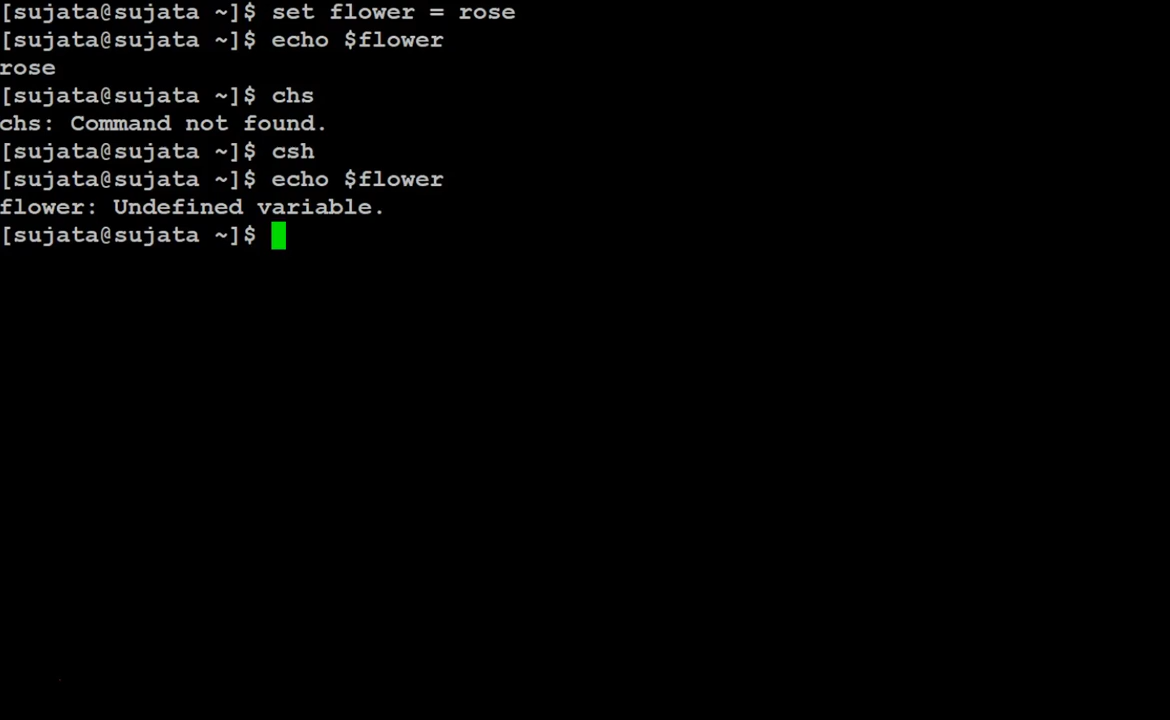 [sujata@sujata ~]$ set flower = rose
[sujata@sujata ~]$ echo $flower
rose
[sujata@sujata ~]$ chs
chs: Command not found.
[sujata@sujata ~]$ csh
[sujata@sujata ~]$ echo $flower
flower: Undefined variable.
[sujata@sujata ~]$